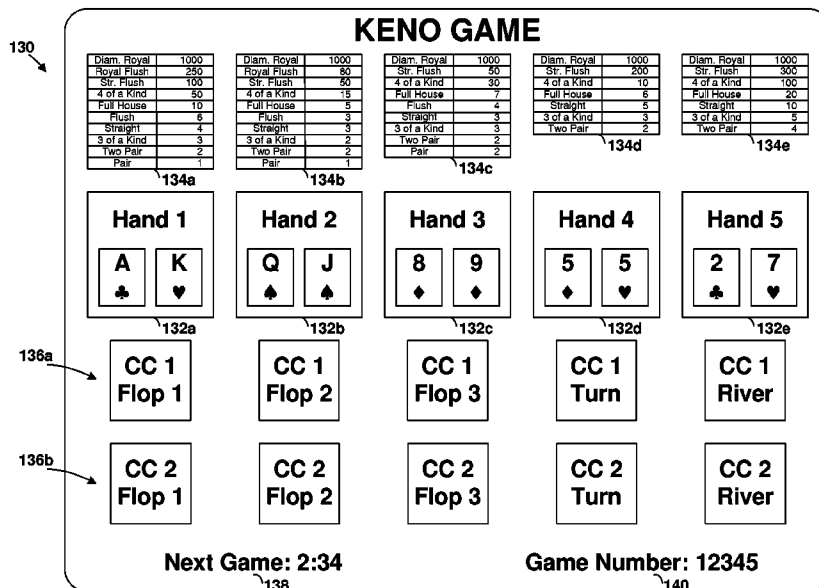 KENO GAME
130
Diam. Royal 1000
Royal Flush 250
Str. Flush 100
4 of a Kind 50
Full House 10
Flush 6
Straight 4
3 of a Kind 3
Two Pair 2
Pair 1
134a
Diam. Royal 1000
Royal Flush 80
Str. Flush 50
4 of a Kind 15
Full House 5
Flush 3
Straight 3
3 of a Kind 2
Two Pair 2
Pair 1
134b
Diam. Royal 1000
Str. Flush 50
4 of a Kind 30
Full House 7
Flush 4
Straight 3
3 of a Kind 3
Two Pair 2
Pair 2
134c
Diam. Royal 1000
Str. Flush 200
4 of a Kind 10
Full House 6
Straight 5
3 of a Kind 3
Two Pair 2
134d
Diam. Royal 1000
Str. Flush 300
4 of a Kind 100
Full House 20
Straight 10
3 of a Kind 5
Two Pair 4
134e
Hand 1
A♣ K♥
132a
Hand 2
Q♠ J♠
132b
Hand 3
8♦ 9♦
132c
Hand 4
5♦ 5♥
132d
Hand 5
2♣ 7♥
132e
136a
CC 1
Flop 1
CC 1
Flop 2
CC 1
Flop 3
CC 1
Turn
CC 1
River
136b
CC 2
Flop 1
CC 2
Flop 2
CC 2
Flop 3
CC 2
Turn
CC 2
River
Next Game: 2:34
138
Game Number: 12345
140